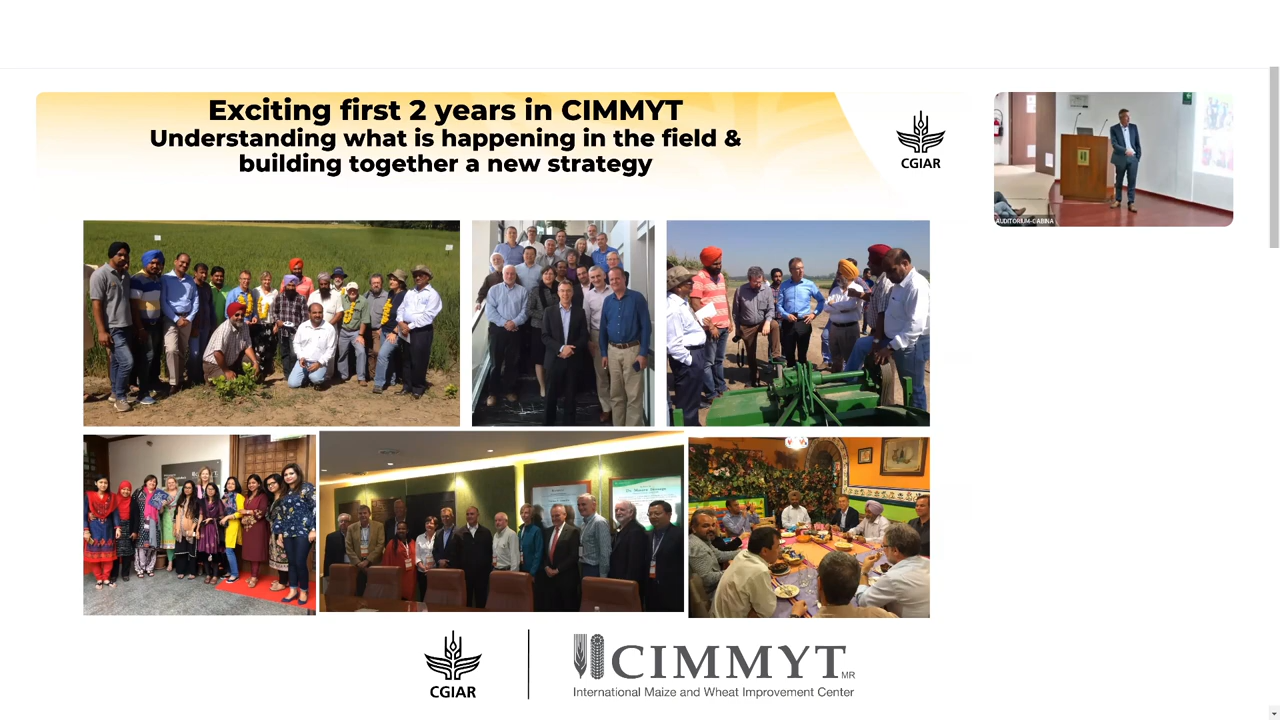 Exciting first 2 years in CIMMYT
Understanding what is happening in the field &
building together a new strategy
CGIAR
AUDITORIUM-CABINA
CGIAR
CIMMYT MR
International Maize and Wheat Improvement Center